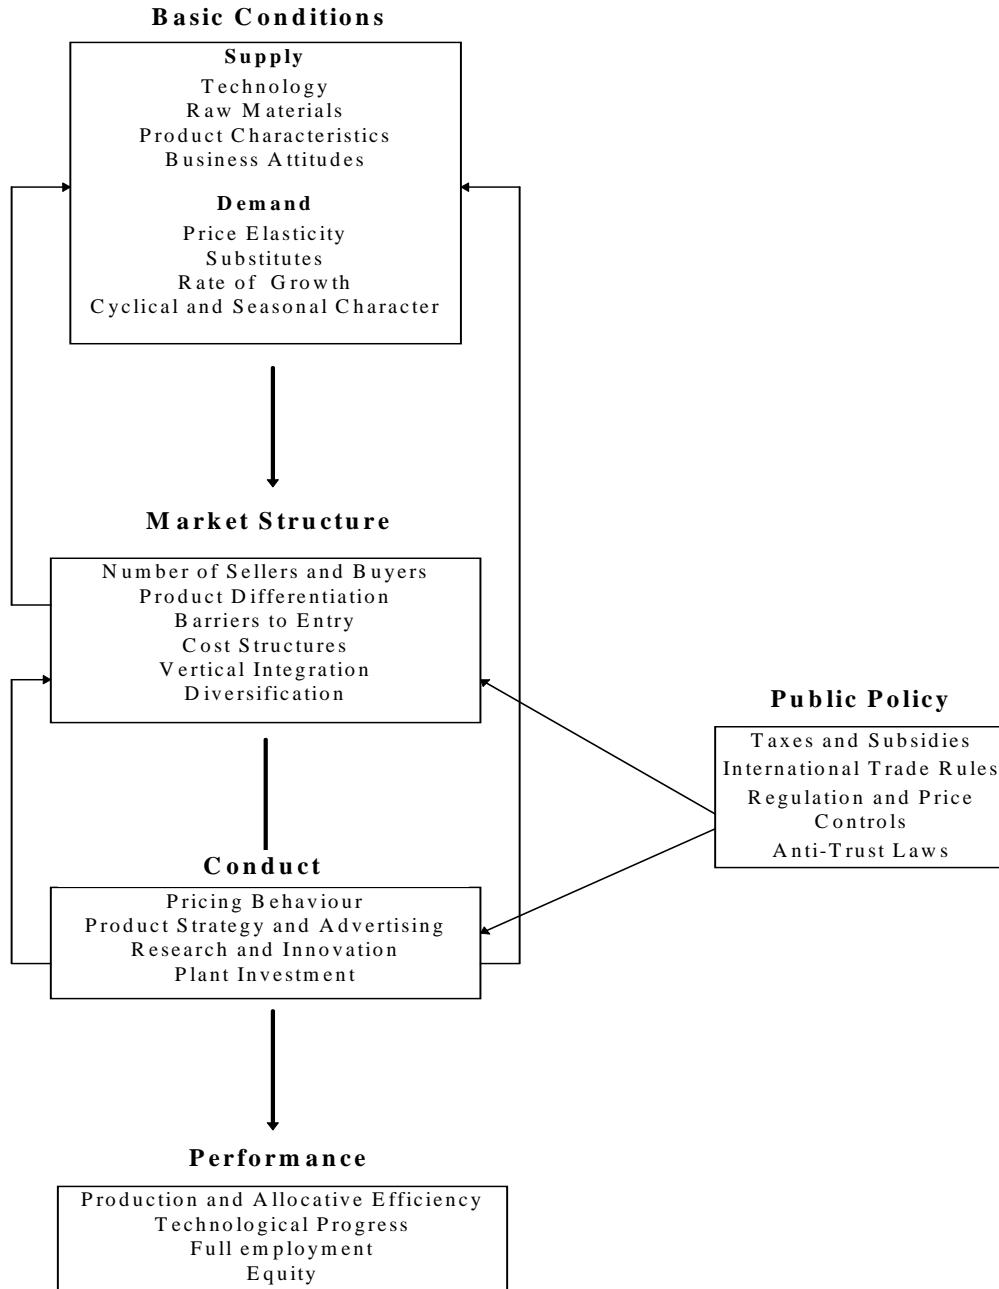 Basic Conditions
Supply
Technology
Raw Materials
Product Characteristics
Business Attitudes
Demand
Price Elasticity
Substitutes
Rate of Growth
Cyclical and Seasonal Character
Market Structure
Number of Sellers and Buyers
Product Differentiation
Barriers to Entry
Cost Structures
Vertical Integration
Diversification
Public Policy
Taxes and Subsidies
International Trade Rules
Regulation and Price
Controls
Anti-Trust Laws
Conduct
Pricing Behaviour
Product Strategy and Advertising
Research and Innovation
Plant Investment
Performance
Production and Allocative Efficiency
Technological Progress
Full employment
Equity